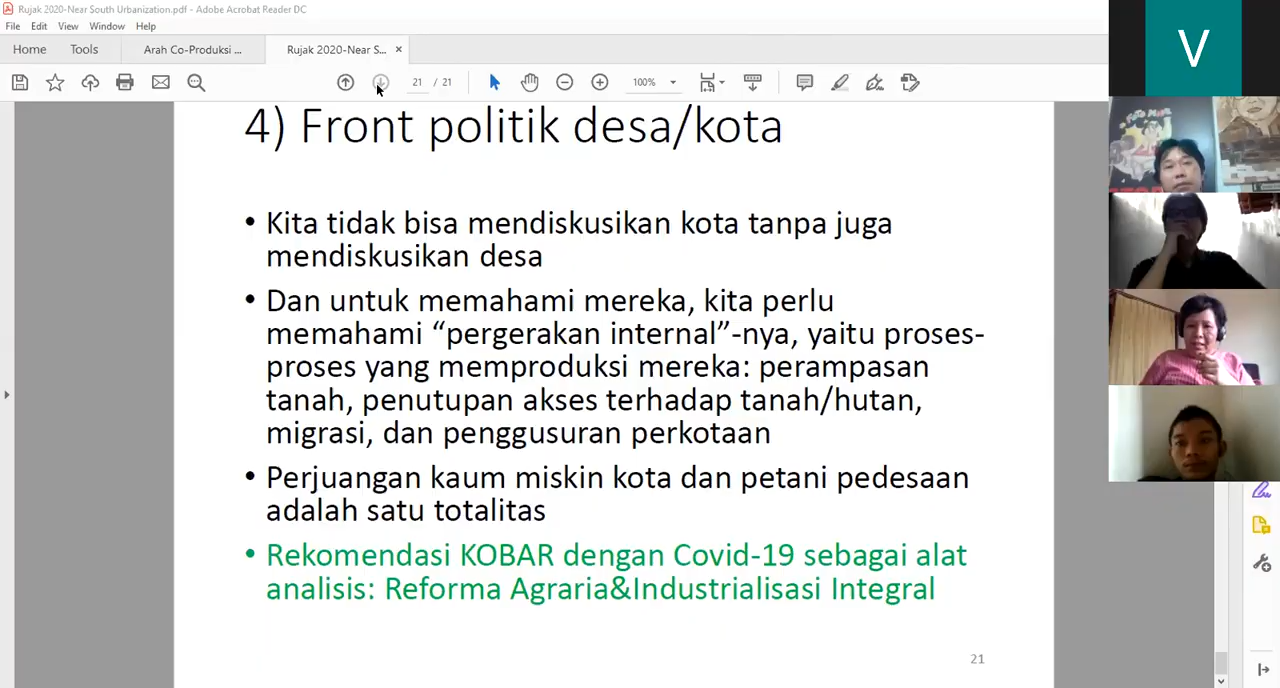 Rujak 2020-Near South Urbanization.pdf - Adobe Acrobat Reader DC
File Edit View Window Help
Home Tools Arah Co-Produksi ... Rujak 2020-Near S... ×
21 / 21 100%
4) Front politik desa/kota
• Kita tidak bisa mendiskusikan kota tanpa juga
mendiskusikan desa
• Dan untuk memahami mereka, kita perlu
memahami “pergerakan internal”-nya, yaitu proses-
proses yang memproduksi mereka: perampasan
tanah, penutupan akses terhadap tanah/hutan,
migrasi, dan penggusuran perkotaan
• Perjuangan kaum miskin kota dan petani pedesaan
adalah satu totalitas
• Rekomendasi KOBAR dengan Covid-19 sebagai alat
analisis: Reforma Agraria&Industrialisasi Integral
21
V